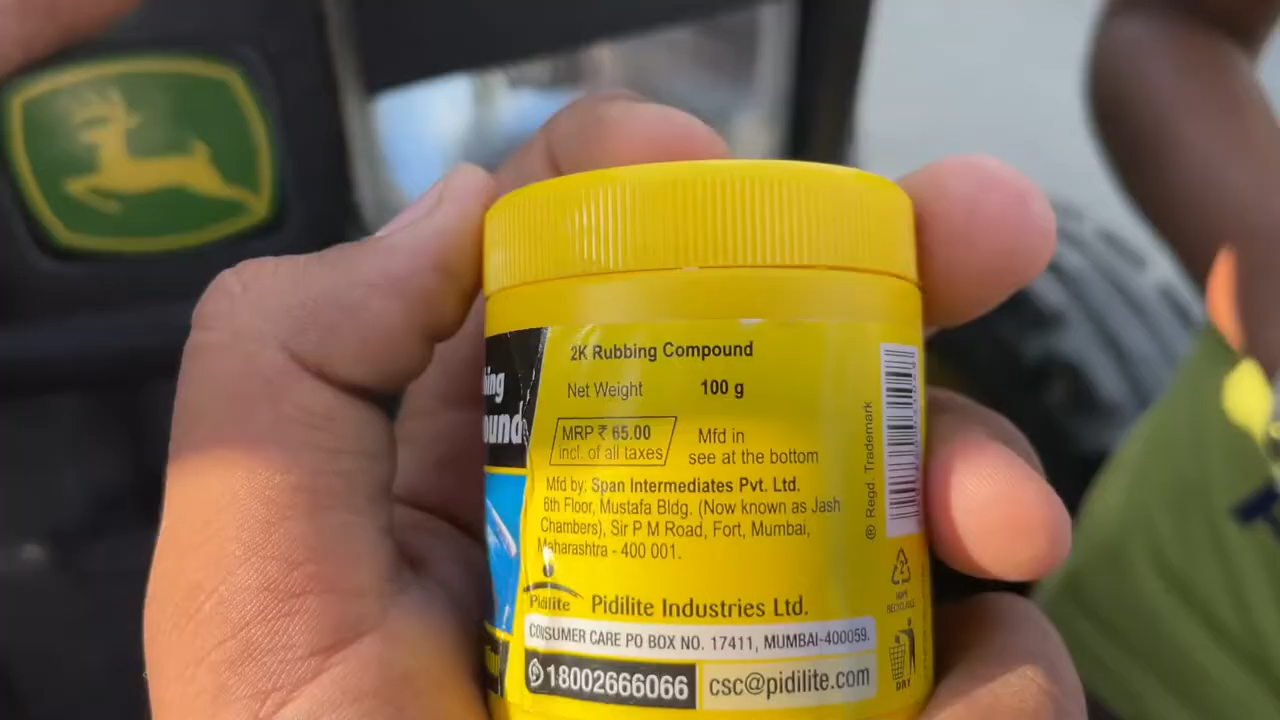 2K Rubbing Compound
Net Weight 100 g
MRP ₹ 65.00
incl. of all taxes
Mfd in
see at the bottom
Mfd by: Span Intermediates Pvt. Ltd.
6th Floor, Mustafa Bldg. (Now known as Jash
Chambers), Sir P M Road, Fort, Mumbai,
Maharashtra - 400 001.
Pidilite
Pidilite Industries Ltd.
CONSUMER CARE PO BOX NO. 17411, MUMBAI-400059.
18002666066
csc@pidilite.com
® Regd. Trademark
2
HDPE
RECYCLABLE
DRY